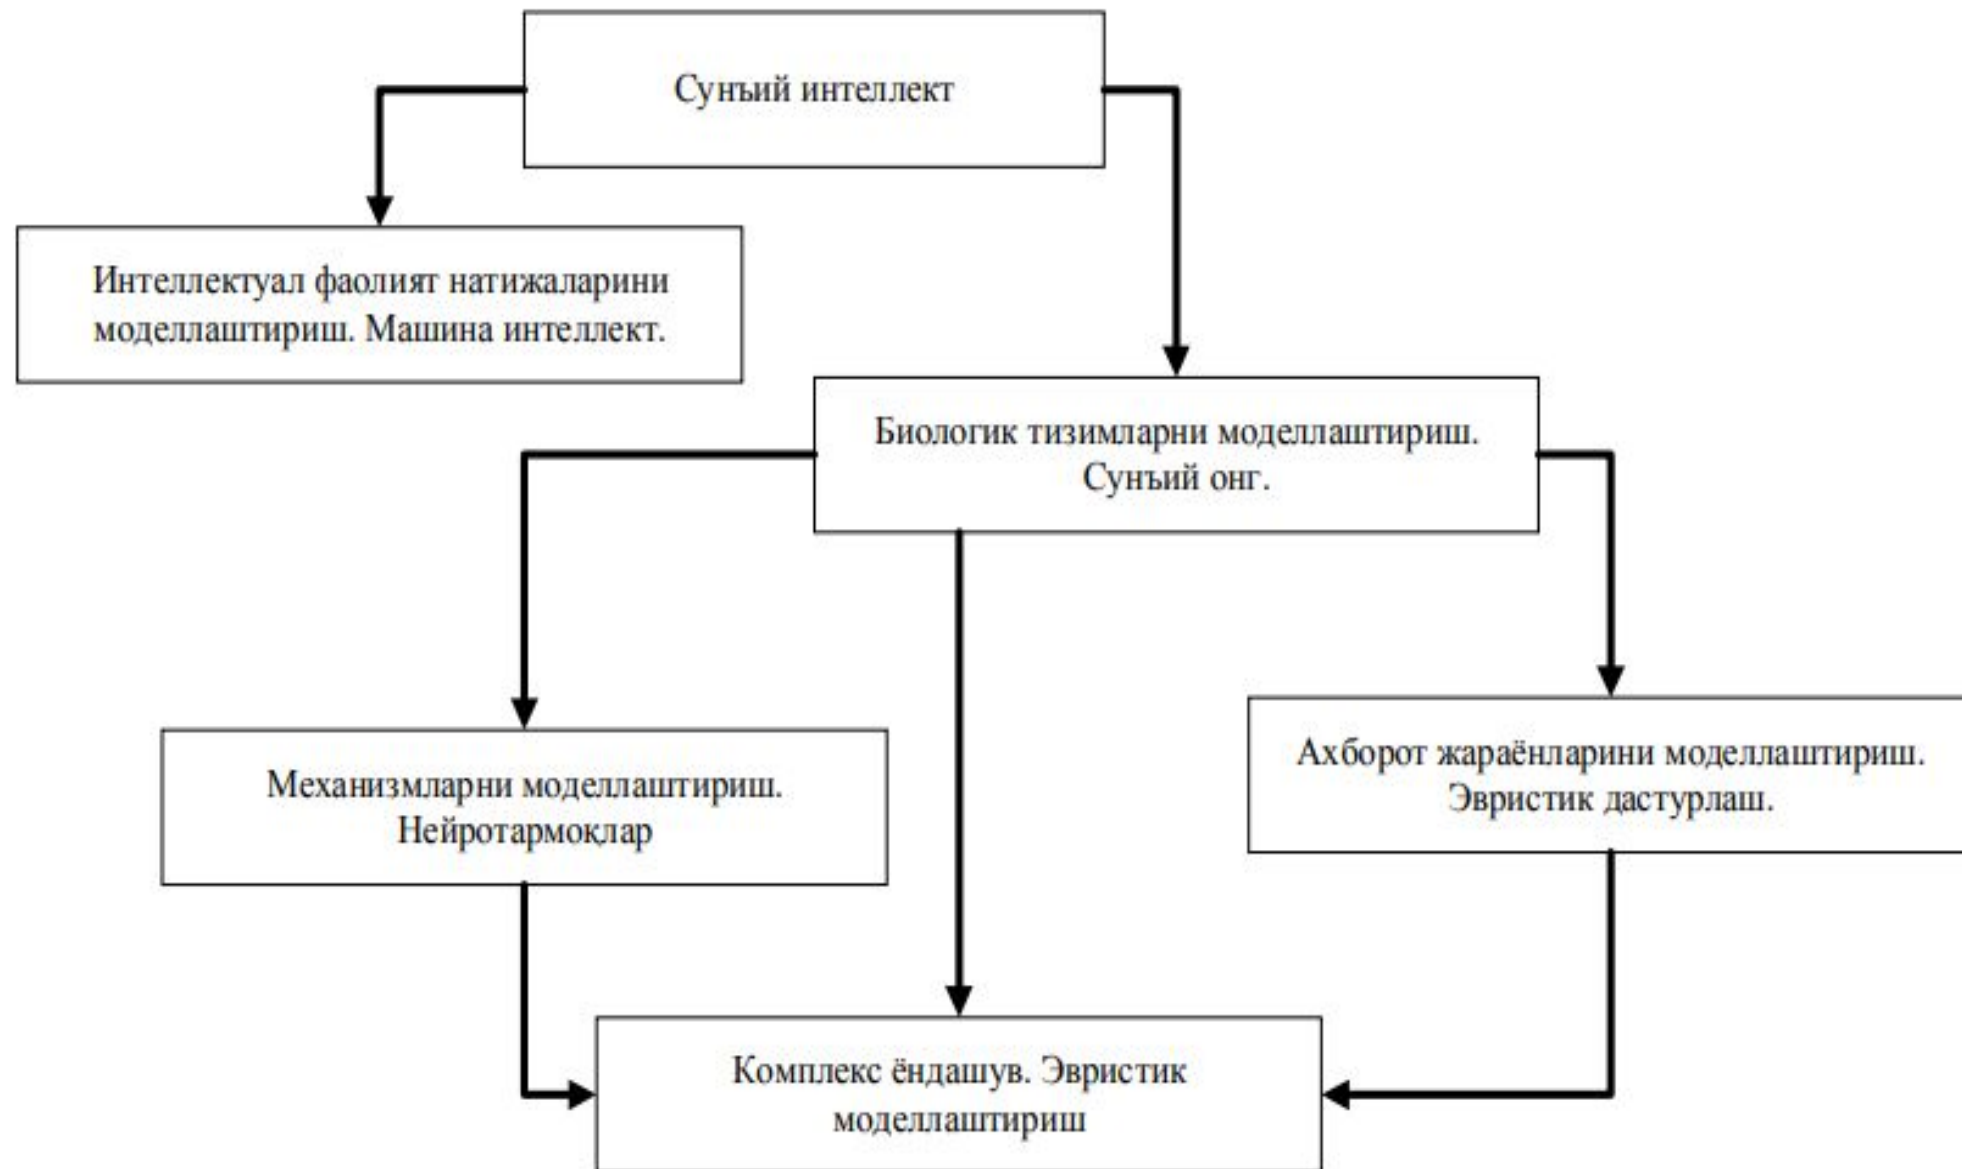 Сунъий интеллект
Интеллектуал фаолият натижаларини
моделлаштириш. Машина интеллект.
Биологик тизимларни моделлаштириш.
Сунъий онг.
Механизмларни моделлаштириш.
Нейротармоқлар
Ахборот жараёнларини моделлаштириш.
Эвристик дастурлаш.
Комплекс ёндашув. Эвристик
моделлаштириш